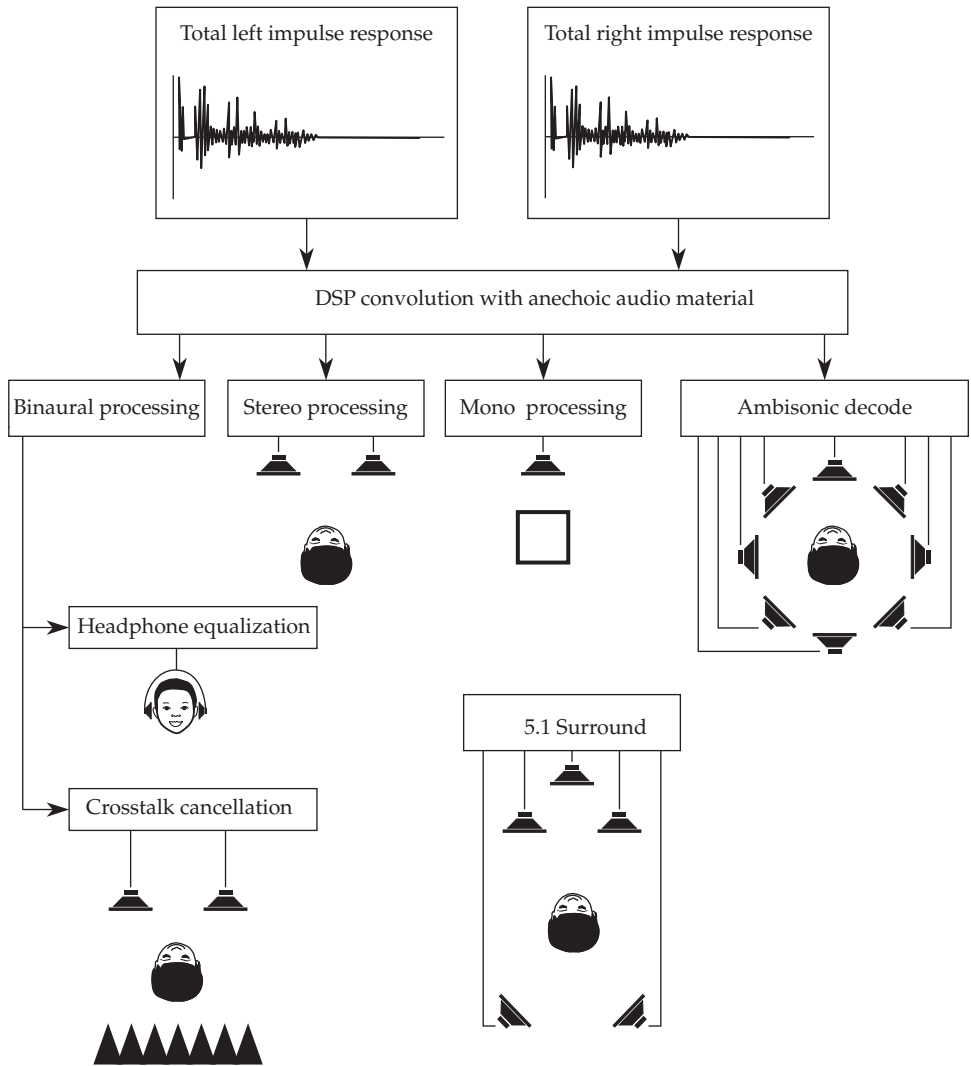 Total left impulse response
Total right impulse response
DSP convolution with anechoic audio material
Binaural processing
Stereo processing
Mono processing
Ambisonic decode
Headphone equalization
5.1 Surround
Crosstalk cancellation